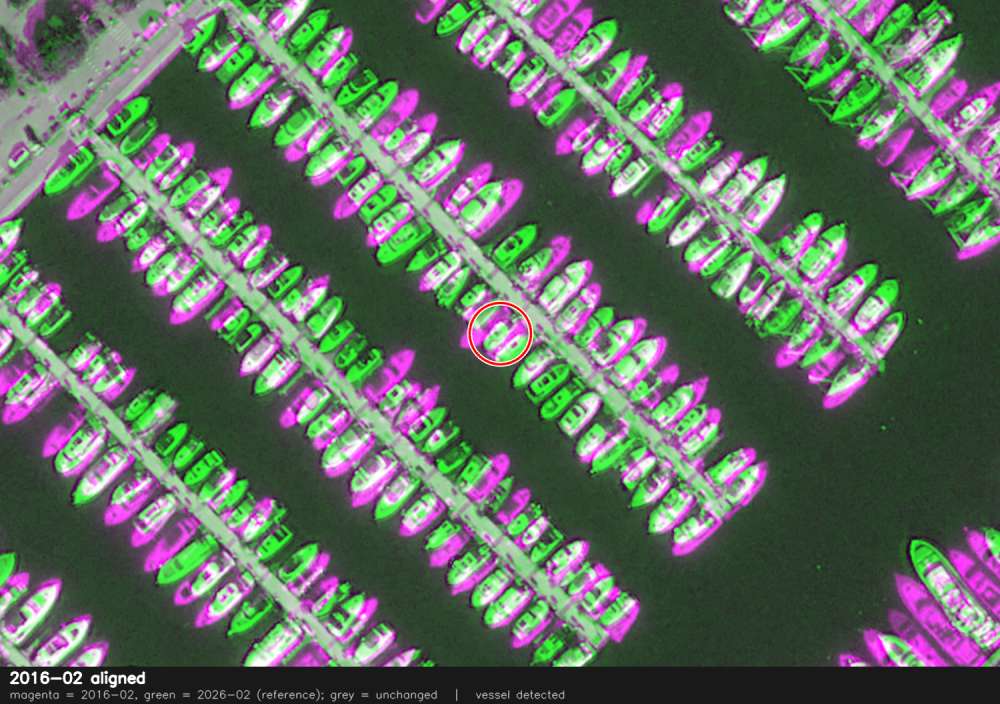 2016-02 aligned
magenta = 2016-02, green = 2026-02 (reference); grey = unchanged | vessel detected